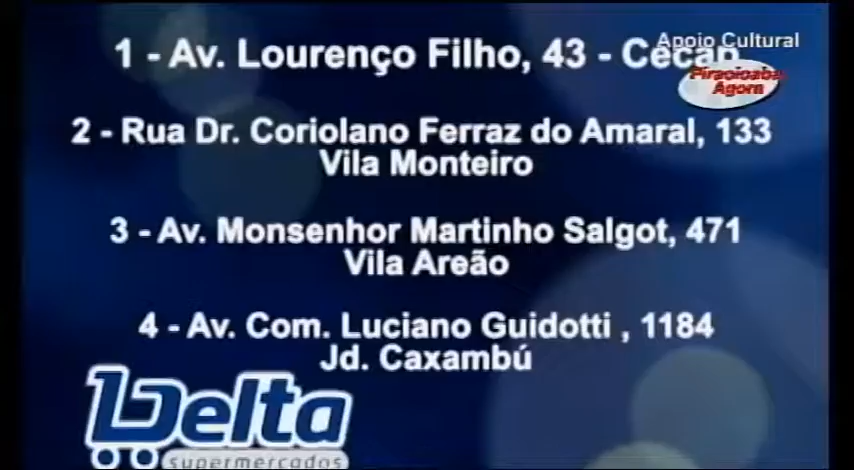 Apoio Cultural
1 - Av. Lourenço Filho, 43 - Cecap
Piracicaba
Agora
2 - Rua Dr. Coriolano Ferraz do Amaral, 133
Vila Monteiro
3 - Av. Monsenhor Martinho Salgot, 471
Vila Areão
4 - Av. Com. Luciano Guidotti , 1184
Jd. Caxambú
Delta
supermercados